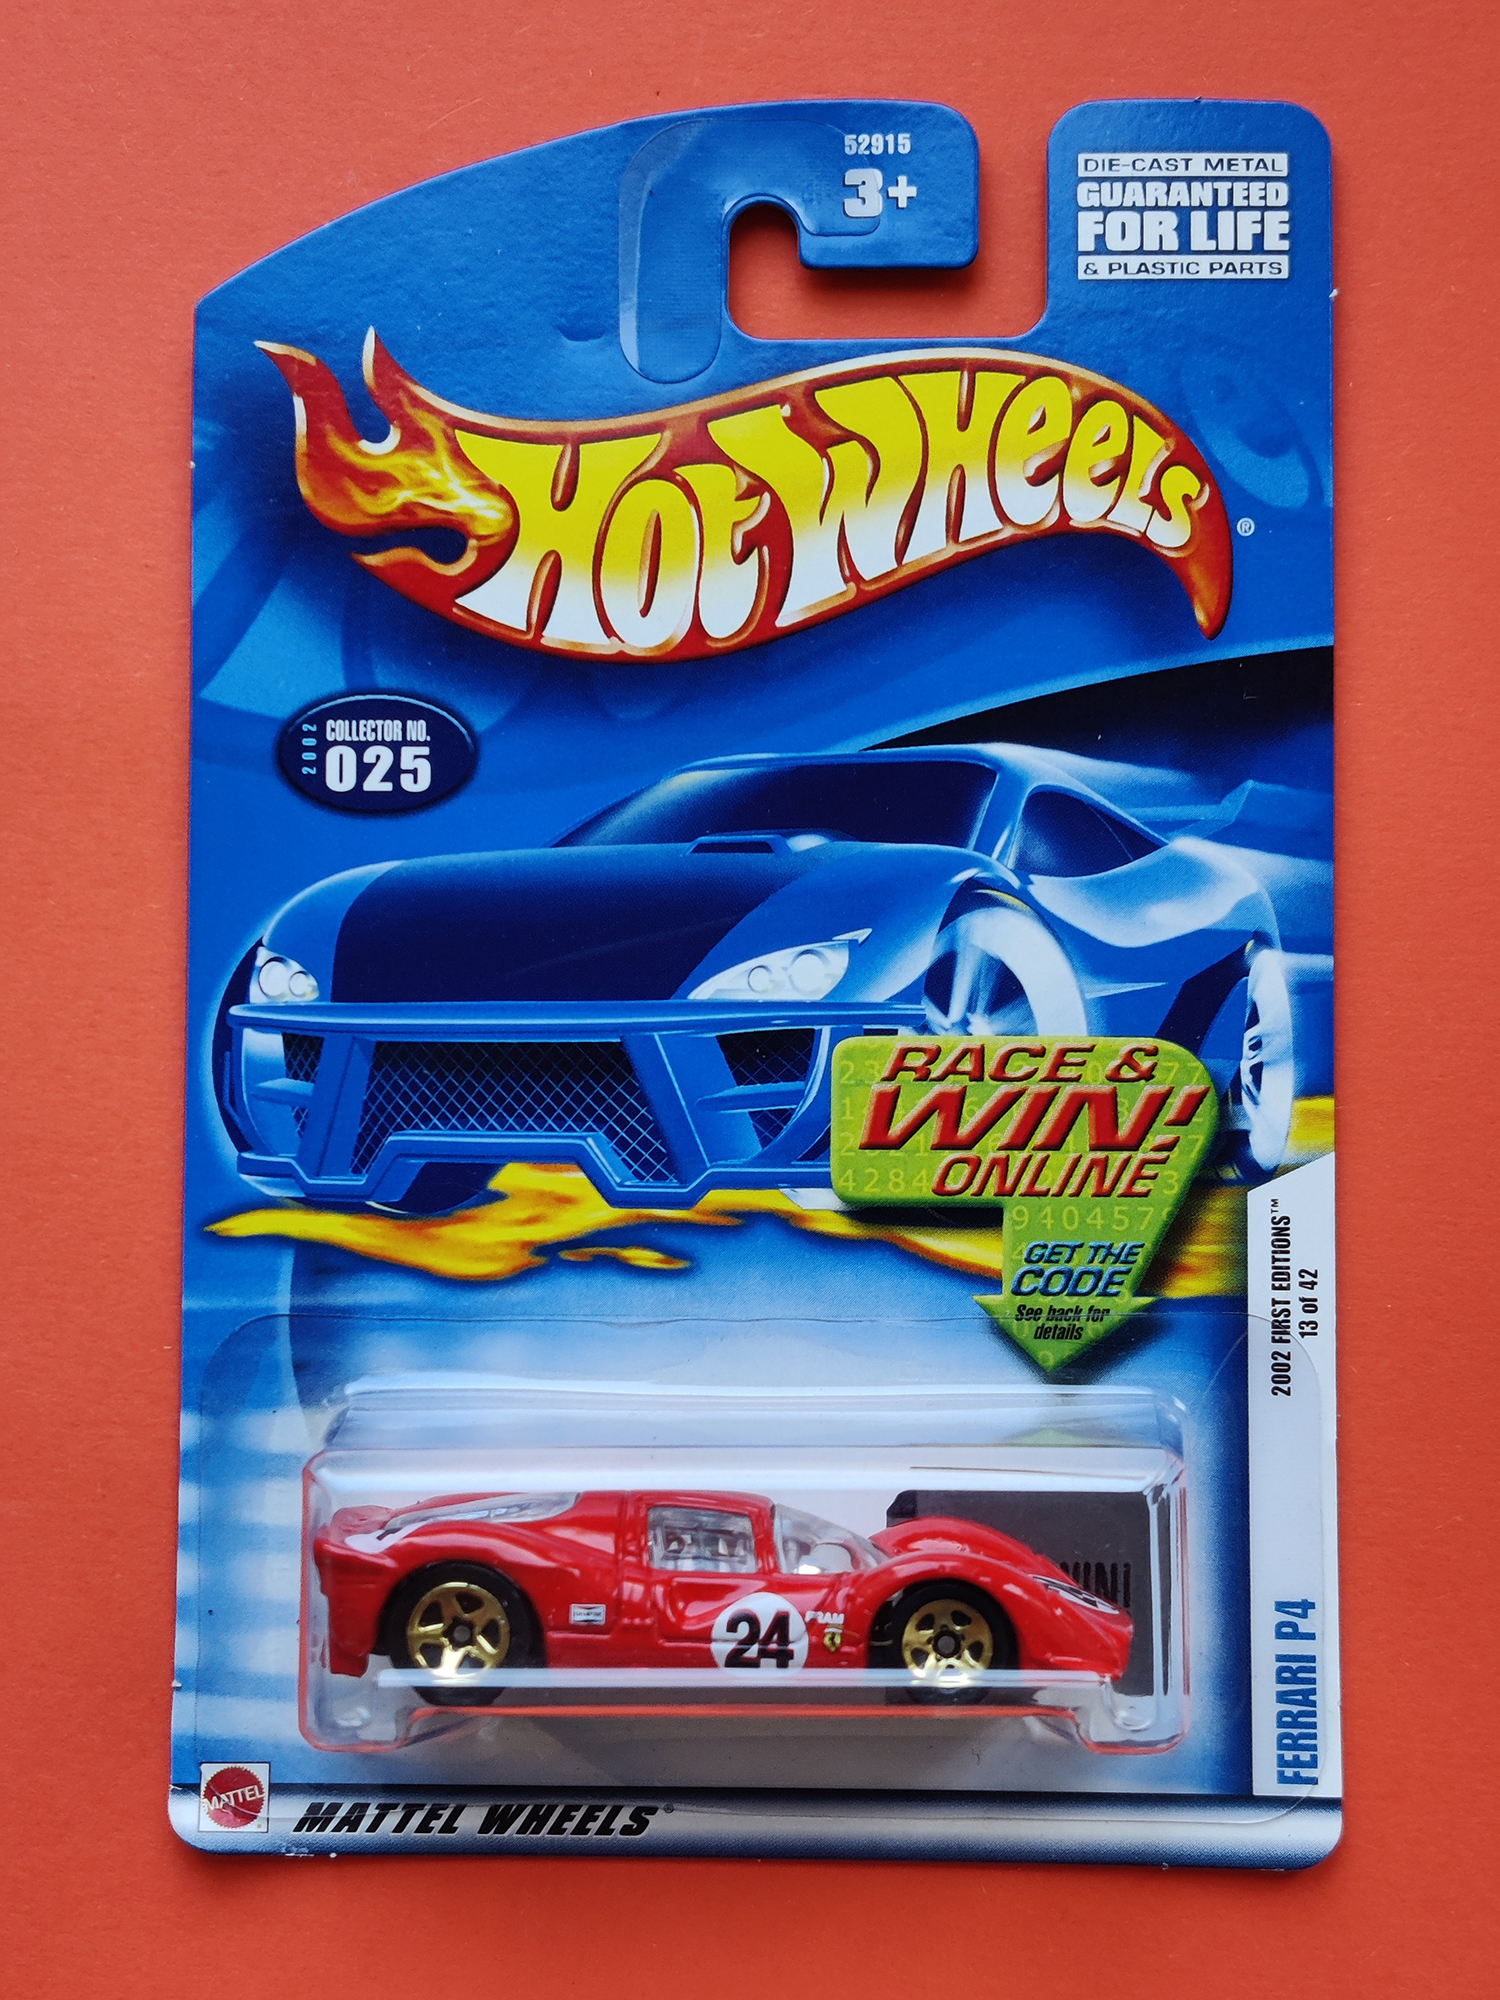 52915
3+
DIE-CAST METAL
GUARANTEED
FOR LIFE
& PLASTIC PARTS
HOT WHEELS®
2002
COLLECTOR NO.
025
RACE &
WIN!
ONLINE
94045
GET THE
CODE
See back for
details
2002 FIRST EDITIONS™
13 of 42
FERRARI P4
24
FRAM
MATTEL
MATTEL WHEELS®